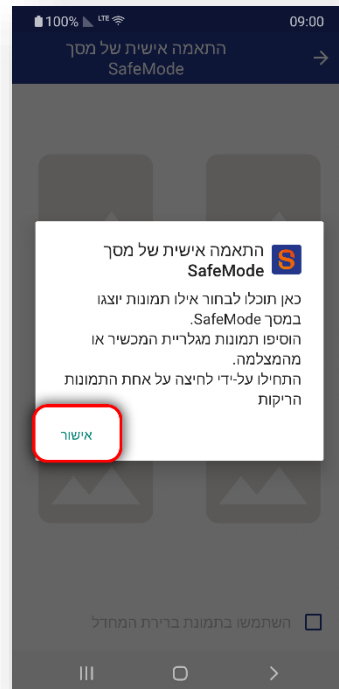 100% LTE 09:00
התאמה אישית של מסך
SafeMode
התאמה אישית של מסך
SafeMode
כאן תוכלו לבחור אילו תמונות יוצגו
במסך SafeMode.
הוסיפו תמונות מגלריית המכשיר או
מהמצלמה.
התחילו על-ידי לחיצה על אחת התמונות
הריקות
אישור
השתמשו בתמונת ברירת המחדל